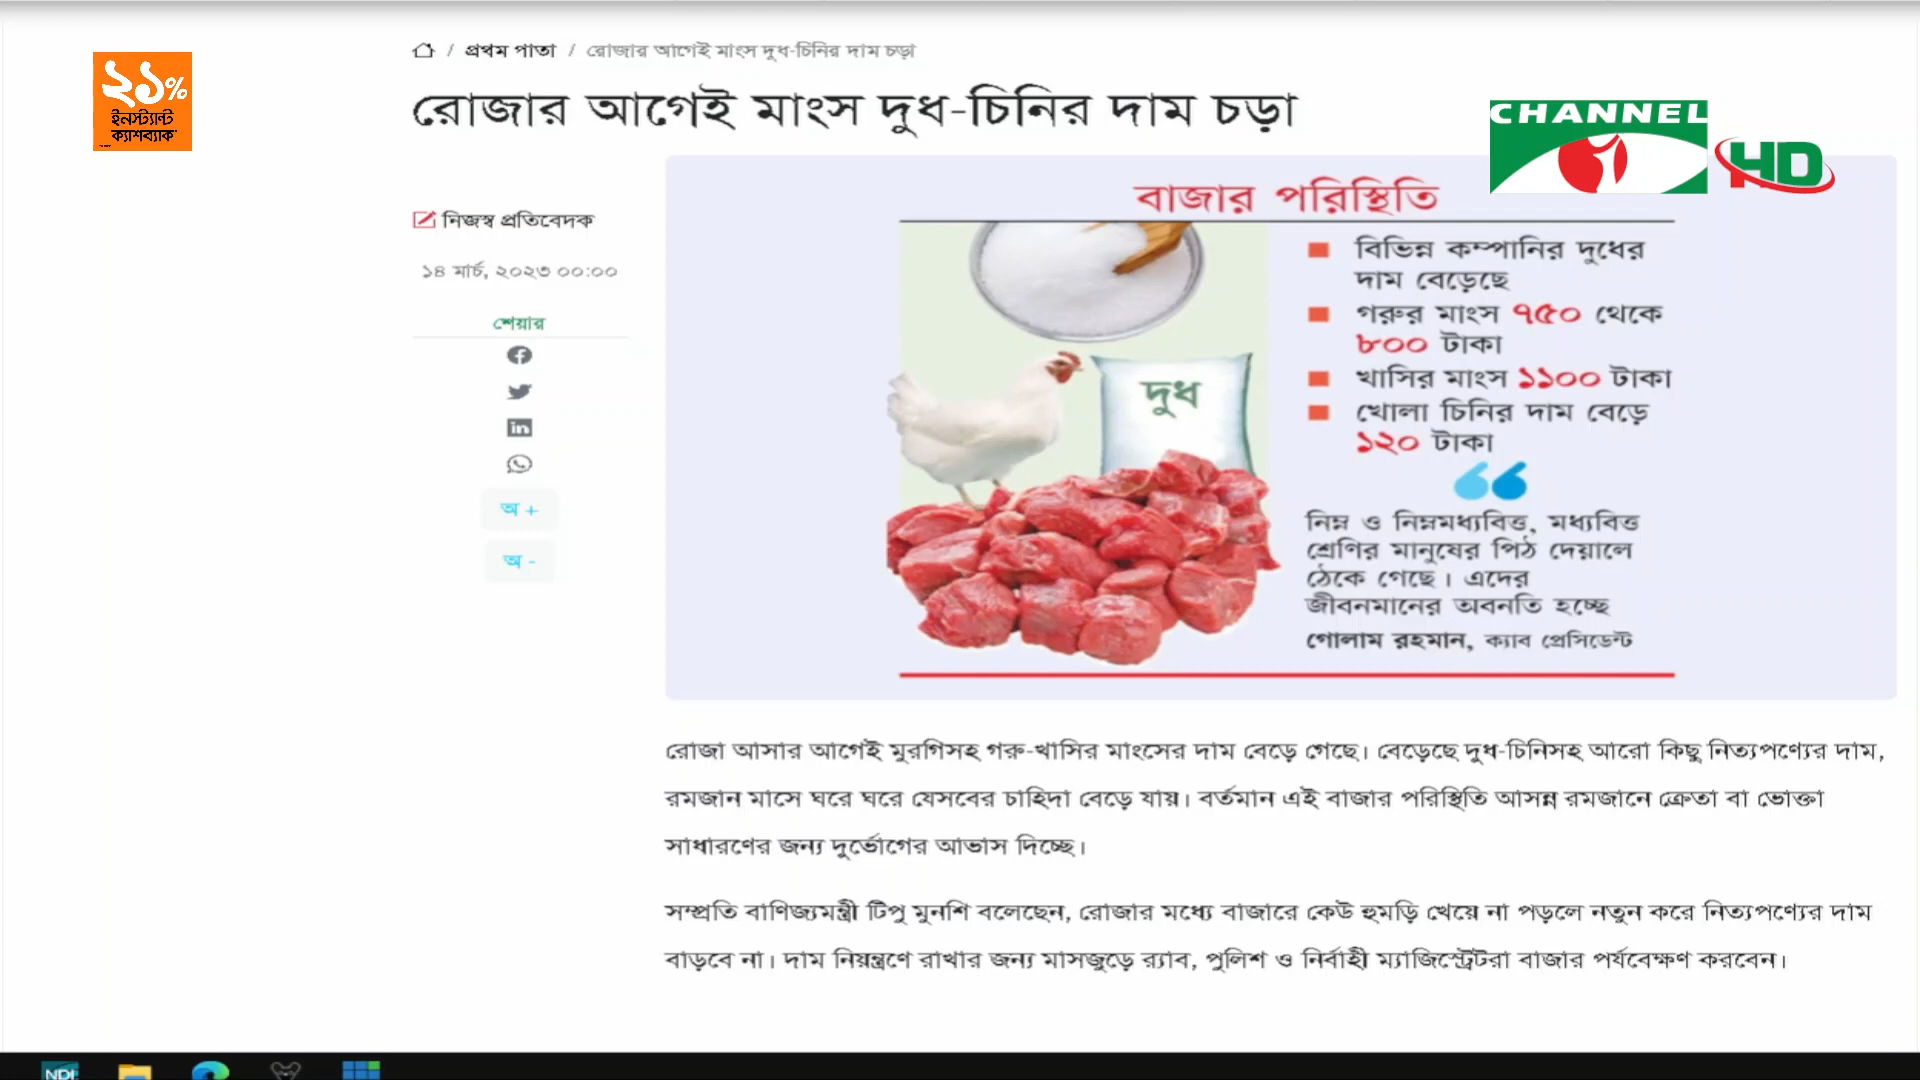 / প্রথম পাতা / রোজার আগেই মাংস দুধ-চিনির দাম চড়া
২১%
ইনস্ট্যান্ট
ক্যাশব্যাক
রোজার আগেই মাংস দুধ-চিনির দাম চড়া
CHANNEL
HD
নিজস্ব প্রতিবেদক
১৪ মার্চ, ২০২৩ ০০:০০
শেয়ার
অ +
অ -
বাজার পরিস্থিতি
দুধ
বিভিন্ন কম্পানির দুধের
দাম বেড়েছে
গরুর মাংস ৭৫০ থেকে
৮০০ টাকা
খাসির মাংস ১১০০ টাকা
খোলা চিনির দাম বেড়ে
১২০ টাকা
নিম্ন ও নিম্নমধ্যবিত্ত, মধ্যবিত্ত
শ্রেণির মানুষের পিঠ দেয়ালে
ঠেকে গেছে। এদের
জীবনমানের অবনতি হচ্ছে
গোলাম রহমান, ক্যাব প্রেসিডেন্ট
রোজা আসার আগেই মুরগিসহ গরু-খাসির মাংসের দাম বেড়ে গেছে। বেড়েছে দুধ-চিনিসহ আরো কিছু নিত্যপণ্যের দাম,
রমজান মাসে ঘরে ঘরে যেসবের চাহিদা বেড়ে যায়। বর্তমান এই বাজার পরিস্থিতি আসন্ন রমজানে ক্রেতা বা ভোক্তা
সাধারণের জন্য দুর্ভোগের আভাস দিচ্ছে।
সম্প্রতি বাণিজ্যমন্ত্রী টিপু মুনশি বলেছেন, রোজার মধ্যে বাজারে কেউ হুমড়ি খেয়ে না পড়লে নতুন করে নিত্যপণ্যের দাম
বাড়বে না। দাম নিয়ন্ত্রণে রাখার জন্য মাসজুড়ে র‍্যাব, পুলিশ ও নির্বাহী ম্যাজিস্ট্রেটরা বাজার পর্যবেক্ষণ করবেন।
NDI